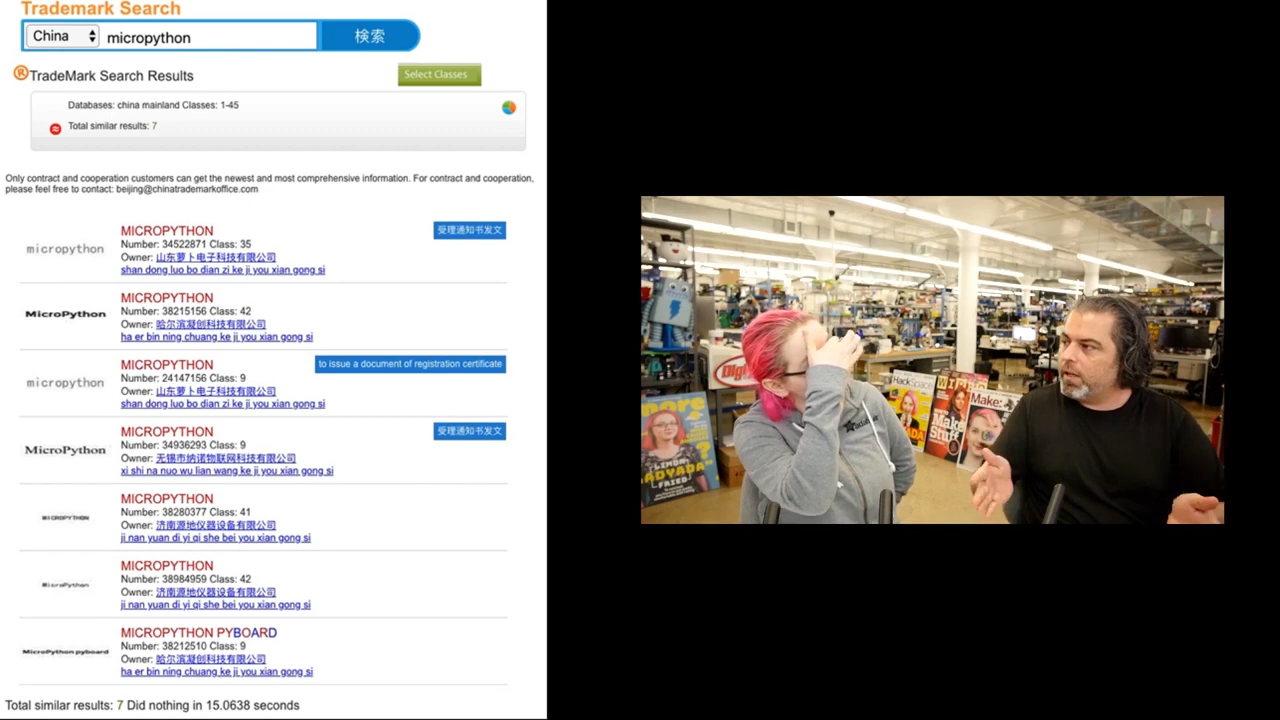 Trademark Search
China
micropython
検索
TradeMark Search Results
Select Classes
Databases: china mainland Classes: 1-45
Total similar results: 7
Only contract and cooperation customers can get the newest and most comprehensive information. For contract and cooperation,
please feel free to contact: beijing@chinatrademarkoffice.com
micropython
MICROPYTHON
受理通知书发文
Number: 34522871 Class: 35
Owner: 山东萝卜电子科技有限公司
shan dong luo bo dian zi ke ji you xian gong si
MicroPython
MICROPYTHON
Number: 38215156 Class: 42
Owner: 哈尔滨凝创科技有限公司
ha er bin ning chuang ke ji you xian gong si
micropython
MICROPYTHON
to issue a document of registration certificate
Number: 24147156 Class: 9
Owner: 山东萝卜电子科技有限公司
shan dong luo bo dian zi ke ji you xian gong si
MicroPython
MICROPYTHON
受理通知书发文
Number: 34936293 Class: 9
Owner: 无锡市纳诺物联网科技有限公司
xi shi na nuo wu lian wang ke ji you xian gong si
MICROPYTHON
MICROPYTHON
Number: 38280377 Class: 41
Owner: 济南源地仪器设备有限公司
ji nan yuan di yi qi she bei you xian gong si
MicroPython
MICROPYTHON
Number: 38984959 Class: 42
Owner: 济南源地仪器设备有限公司
ji nan yuan di yi qi she bei you xian gong si
MicroPython pyboard
MICROPYTHON PYBOARD
Number: 38212510 Class: 9
Owner: 哈尔滨凝创科技有限公司
ha er bin ning chuang ke ji you xian gong si
Total similar results: 7 Did nothing in 15.0638 seconds
Digi
HackSpace
WIRED
Make:
Make
Stuff
more
LIMOR
FRIED